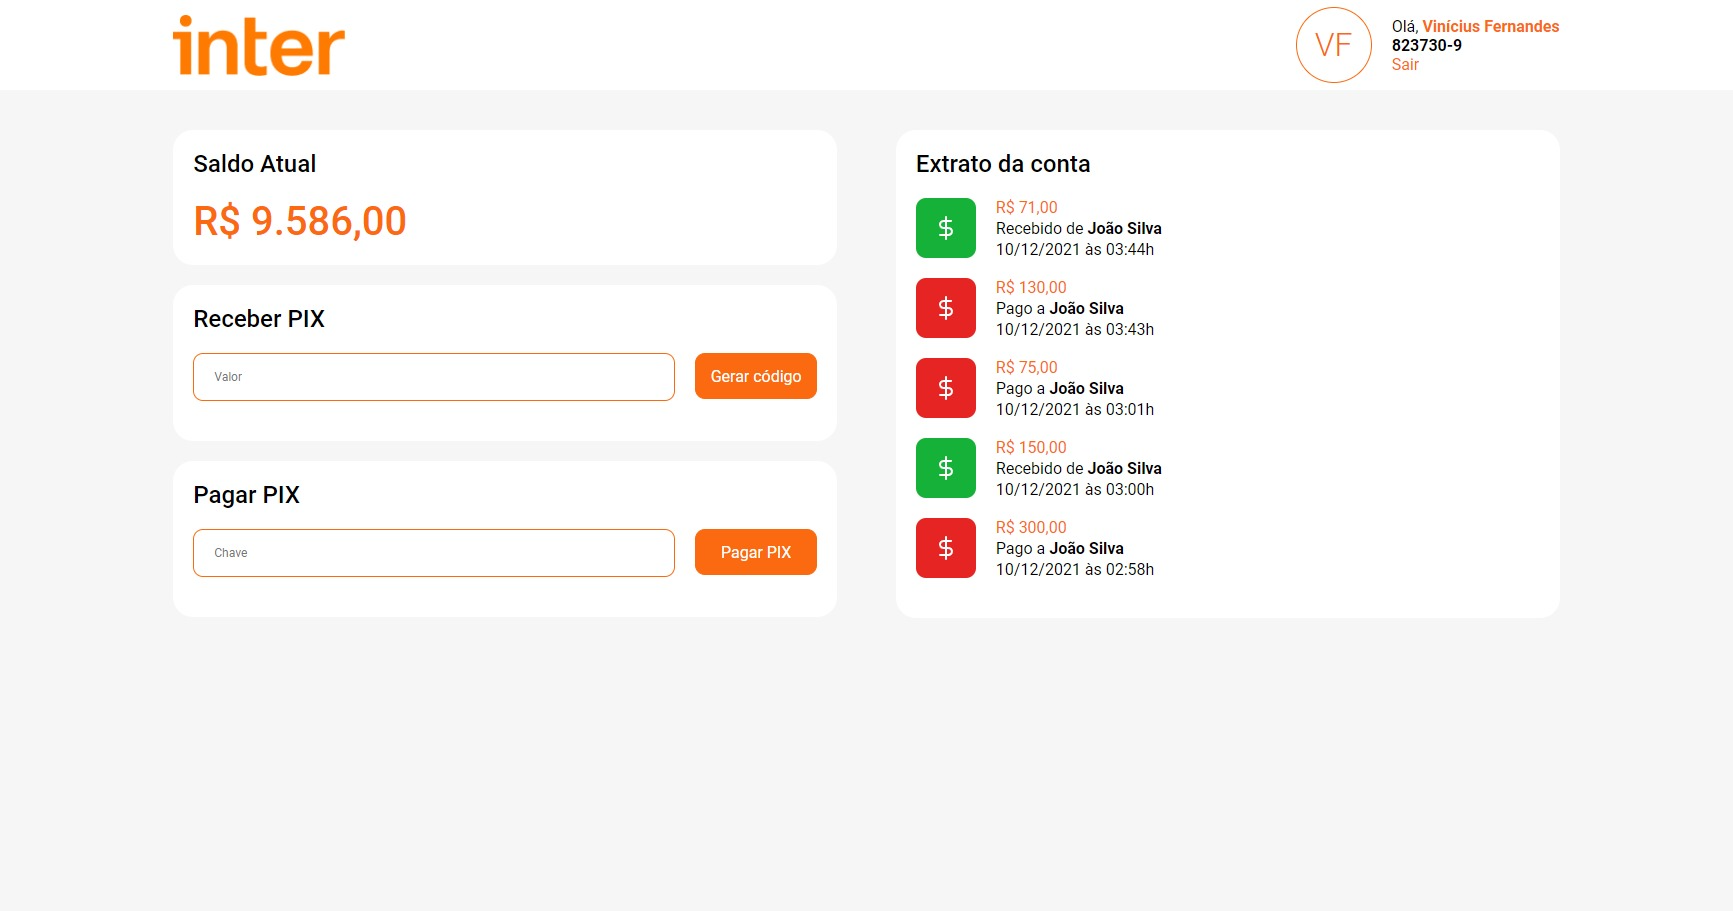 inter
VF
Olá, Vinícius Fernandes
823730-9
Sair
Saldo Atual
R$ 9.586,00
Receber PIX
Valor
Gerar código
Pagar PIX
Chave
Pagar PIX
Extrato da conta
$
R$ 71,00
Recebido de João Silva
10/12/2021 às 03:44h
$
R$ 130,00
Pago a João Silva
10/12/2021 às 03:43h
$
R$ 75,00
Pago a João Silva
10/12/2021 às 03:01h
$
R$ 150,00
Recebido de João Silva
10/12/2021 às 03:00h
$
R$ 300,00
Pago a João Silva
10/12/2021 às 02:58h